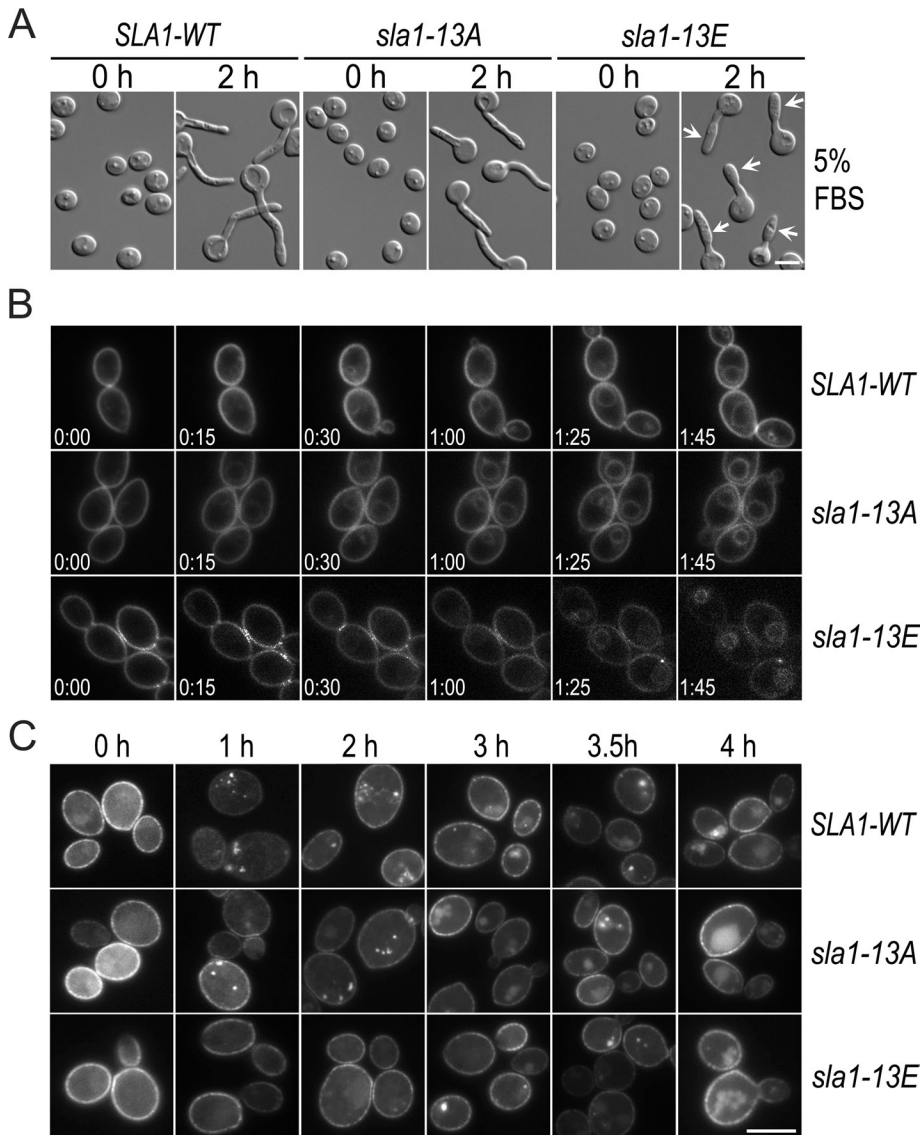 A
SLA1-WT sla1-13A sla1-13E
0 h 2 h 0 h 2 h 0 h 2 h
5%
FBS
B
0:00 0:15 0:30 1:00 1:25 1:45
SLA1-WT
0:00 0:15 0:30 1:00 1:25 1:45
sla1-13A
0:00 0:15 0:30 1:00 1:25 1:45
sla1-13E
C
0 h 1 h 2 h 3 h 3.5h 4 h
SLA1-WT
sla1-13A
sla1-13E